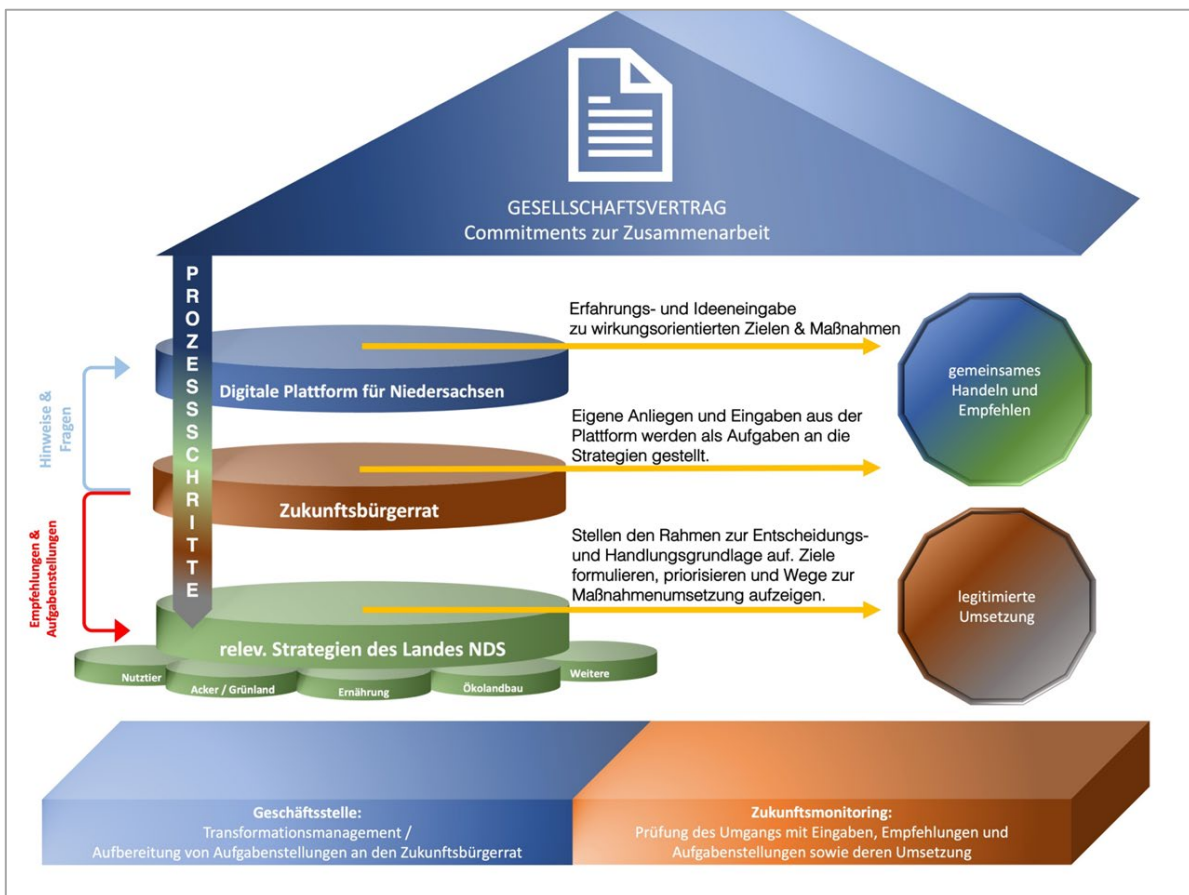 GESELLSCHAFTSVERTRAG
Commitments zur Zusammenarbeit
PROZESSSCHRITTE
Erfahrungs- und Ideeneingabe
zu wirkungsorientierten Zielen & Maßnahmen
Digitale Plattform für Niedersachsen
gemeinsames
Handeln und
Empfehlen
Hinweise &
Fragen
Eigene Anliegen und Eingaben aus der
Plattform werden als Aufgaben an die
Strategien gestellt.
Zukunftsbürgerrat
Empfehlungen &
Aufgabenstellungen
Stellen den Rahmen zur Entscheidungs-
und Handlungsgrundlage auf. Ziele
formulieren, priorisieren und Wege zur
Maßnahmenumsetzung aufzeigen.
legitimierte
Umsetzung
relev. Strategien des Landes NDS
Nutztier
Acker / Grünland
Ernährung
Ökolandbau
Weitere
Geschäftsstelle:
Transformationsmanagement /
Aufbereitung von Aufgabenstellungen an den Zukunftsbürgerrat
Zukunftsmonitoring:
Prüfung des Umgangs mit Eingaben, Empfehlungen und
Aufgabenstellungen sowie deren Umsetzung